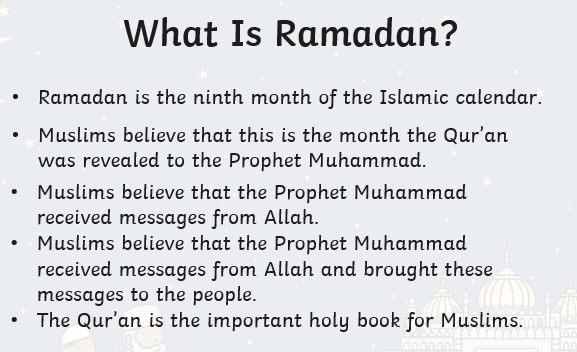 What Is Ramadan?
• Ramadan is the ninth month of the Islamic calendar.
• Muslims believe that this is the month the Qur’an
was revealed to the Prophet Muhammad.
• Muslims believe that the Prophet Muhammad
received messages from Allah.
• Muslims believe that the Prophet Muhammad
received messages from Allah and brought these
messages to the people.
• The Qur’an is the important holy book for Muslims.